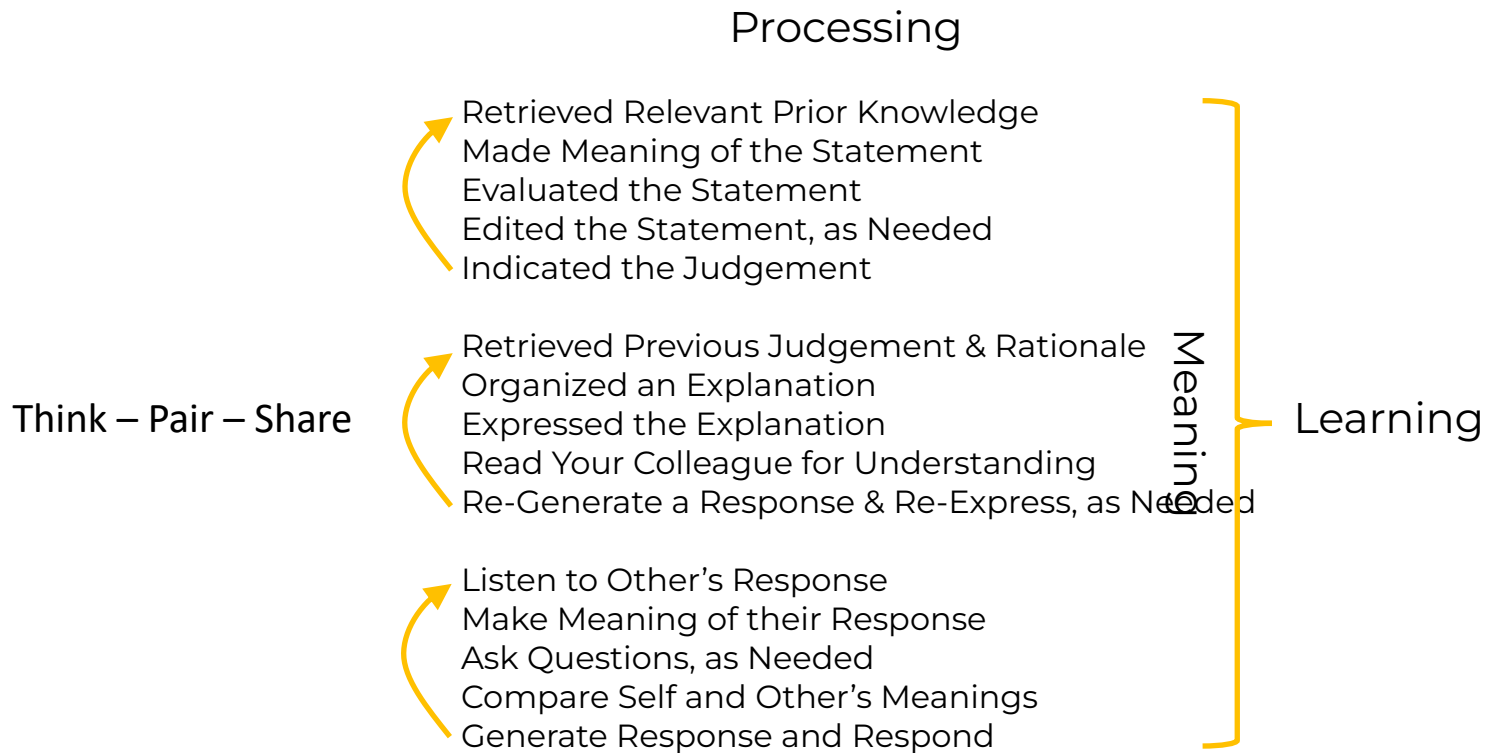 Processing
Retrieved Relevant Prior Knowledge
Made Meaning of the Statement
Evaluated the Statement
Edited the Statement, as Needed
Indicated the Judgement
Think – Pair – Share
Retrieved Previous Judgement & Rationale
Organized an Explanation
Expressed the Explanation
Read Your Colleague for Understanding
Re-Generate a Response & Re-Express, as Needed
Listen to Other’s Response
Make Meaning of their Response
Ask Questions, as Needed
Compare Self and Other’s Meanings
Generate Response and Respond
Meaning
Learning